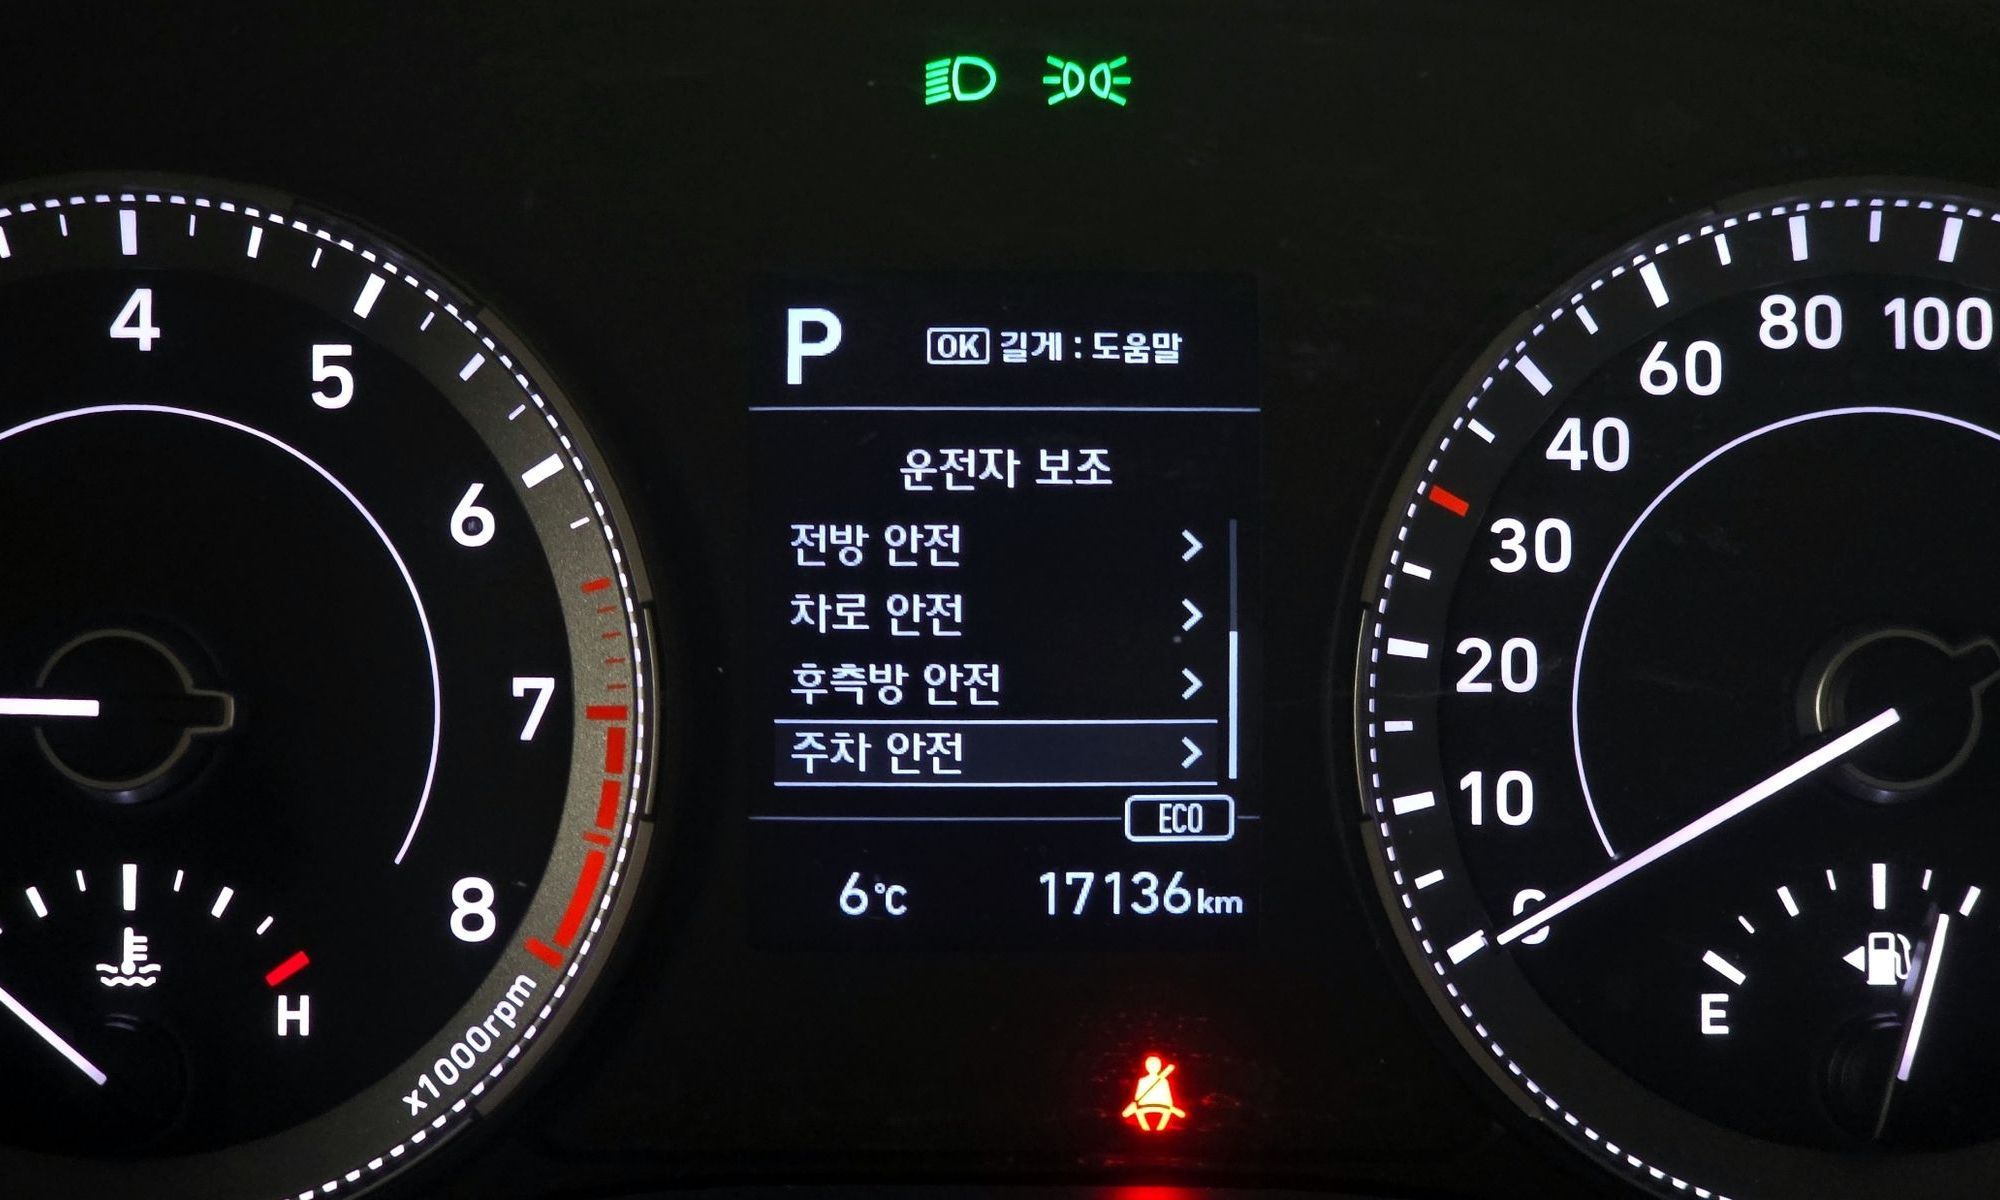 4
5
6
7
8
x1000rpm
H
P
OK 길게 : 도움말
운전자 보조
전방 안전
차로 안전
후측방 안전
주차 안전
ECO
6℃ 17136km
100
80
60
40
30
20
10
0
E